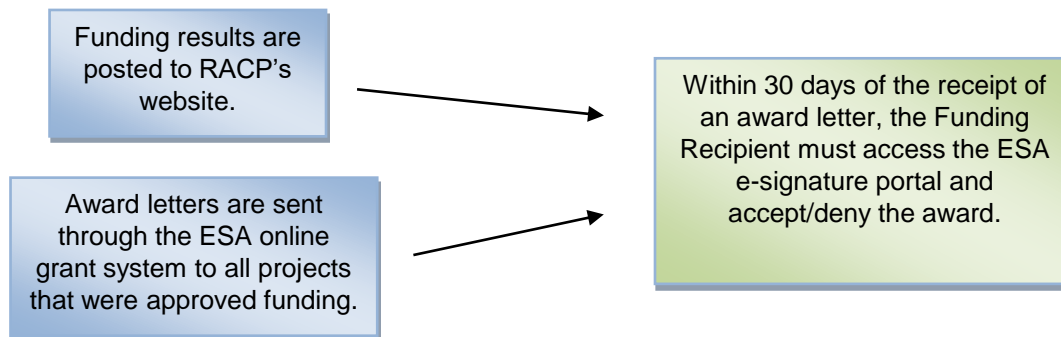 Funding results are
posted to RACP's
website.
Award letters are sent
through the ESA online
grant system to all projects
that were approved funding.
Within 30 days of the receipt of
an award letter, the Funding
Recipient must access the ESA
e-signature portal and
accept/deny the award.